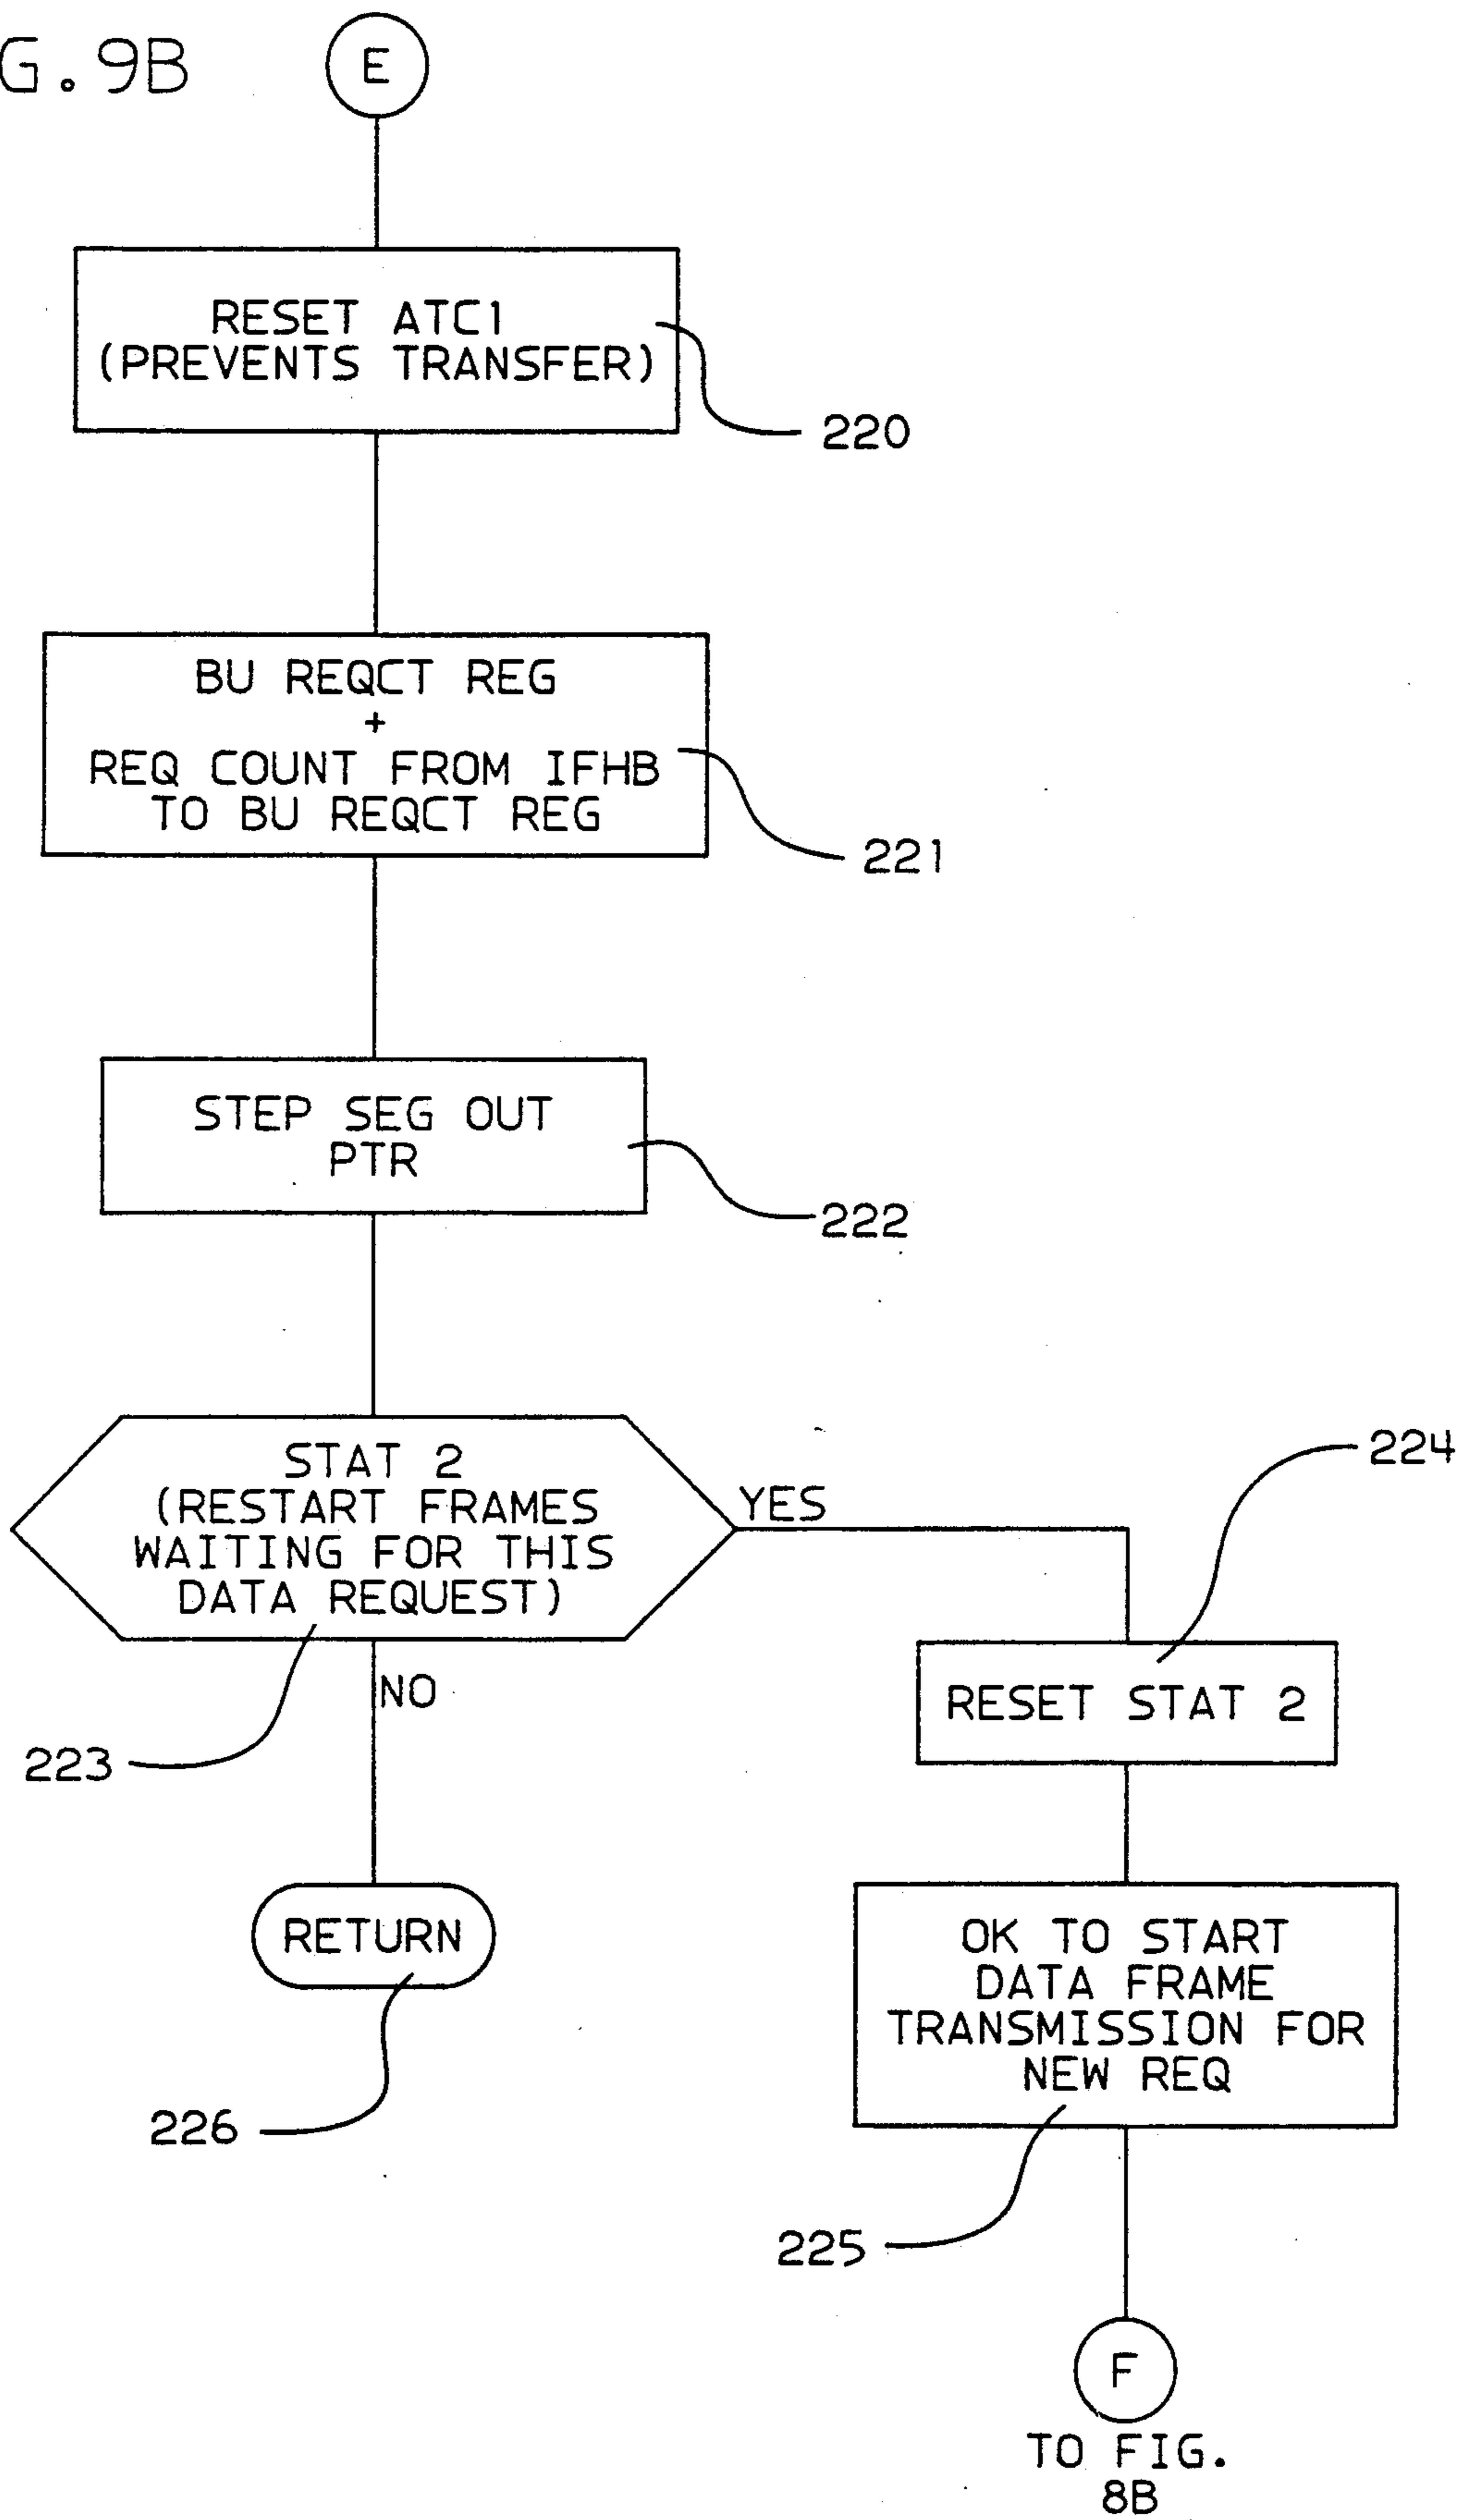 G.9B
E
RESET ATC1
(PREVENTS TRANSFER)
220
BU REQCT REG
+
REQ COUNT FROM IFHB
TO BU REQCT REG
221
STEP SEG OUT
PTR
222
STAT 2
(RESTART FRAMES
WAITING FOR THIS
DATA REQUEST)
YES
224
NO
RESET STAT 2
223
RETURN
OK TO START
DATA FRAME
TRANSMISSION FOR
NEW REQ
226
225
F
TO FIG.
8B